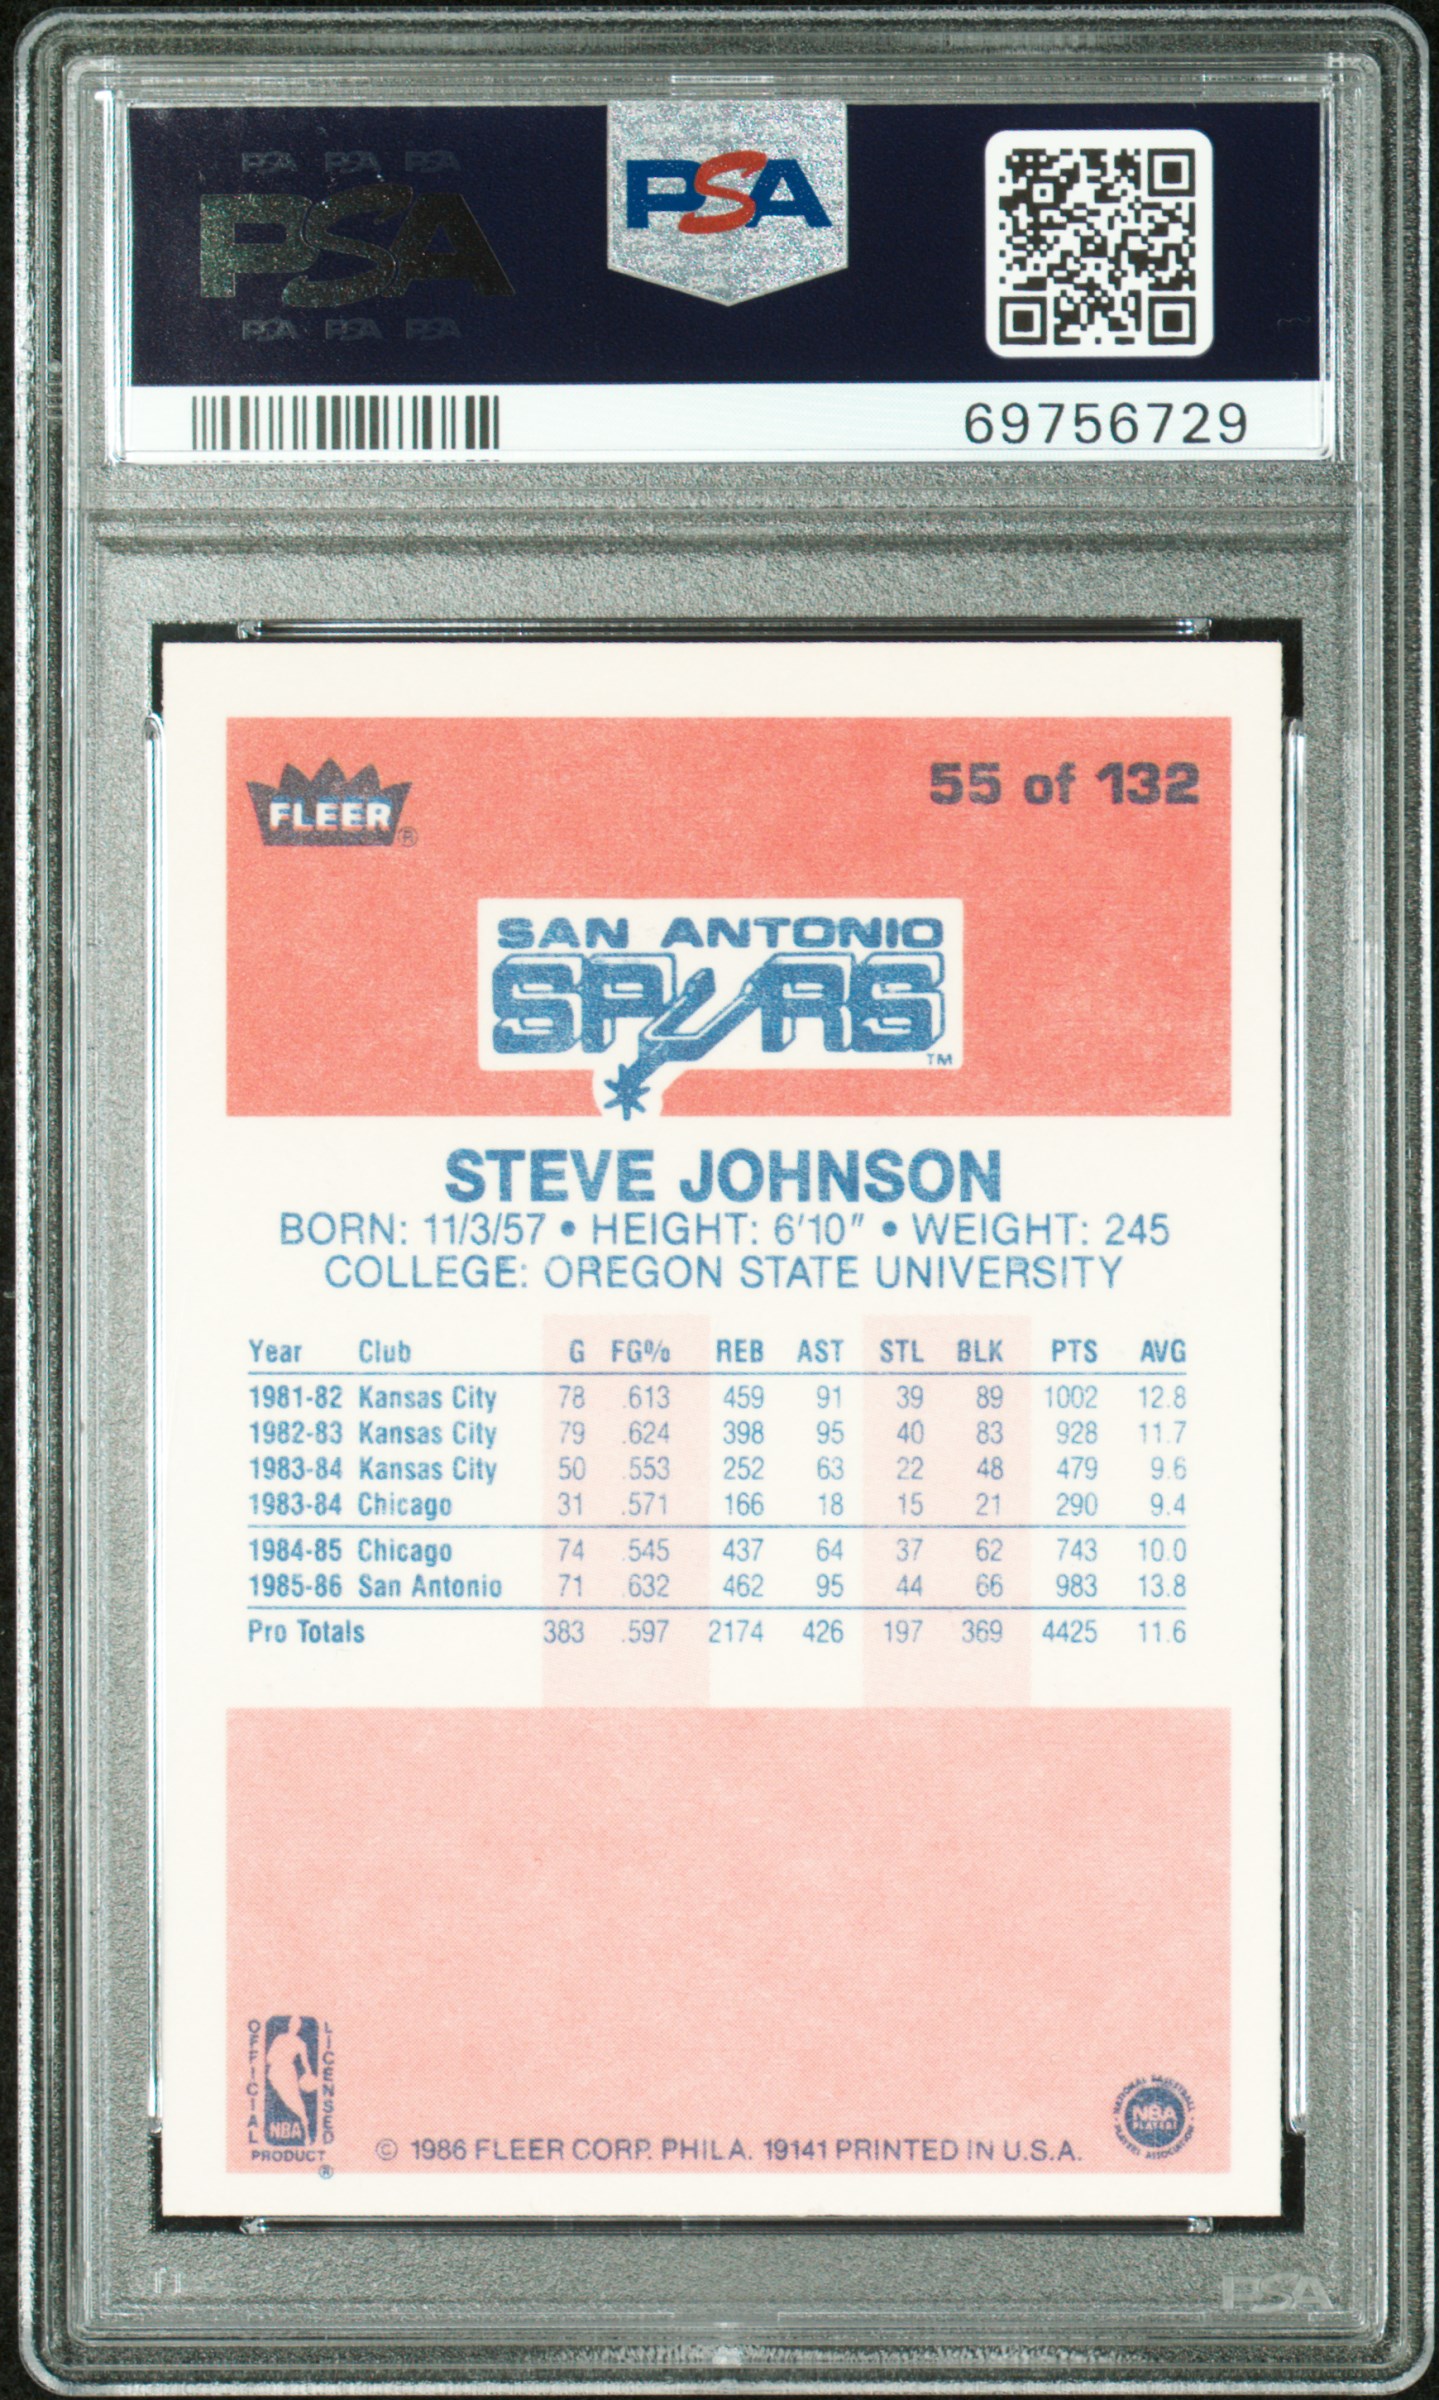 PSA PSA PSA
PSA
PSA PSA PSA
PSA
69756729
FLEER®
55 of 132
SAN ANTONIO
SPURS
TM
STEVE JOHNSON
BORN: 11/3/57 • HEIGHT: 6'10" • WEIGHT: 245
COLLEGE: OREGON STATE UNIVERSITY
Year Club G FG% REB AST STL BLK PTS AVG
1981-82 Kansas City 78 .613 459 91 39 89 1002 12.8
1982-83 Kansas City 79 .624 398 95 40 83 928 11.7
1983-84 Kansas City 50 .553 252 63 22 48 479 9.6
1983-84 Chicago 31 .571 166 18 15 21 290 9.4
1984-85 Chicago 74 .545 437 64 37 62 743 10.0
1985-86 San Antonio 71 .632 462 95 44 66 983 13.8
Pro Totals 383 .597 2174 426 197 369 4425 11.6
OFFICIAL LICENSED
NBA
PRODUCT
®
© 1986 FLEER CORP. PHILA. 19141 PRINTED IN U.S.A.
NATIONAL BASKETBALL
NBA
PLAYERS
PLAYERS ASSOCIATION
PSA